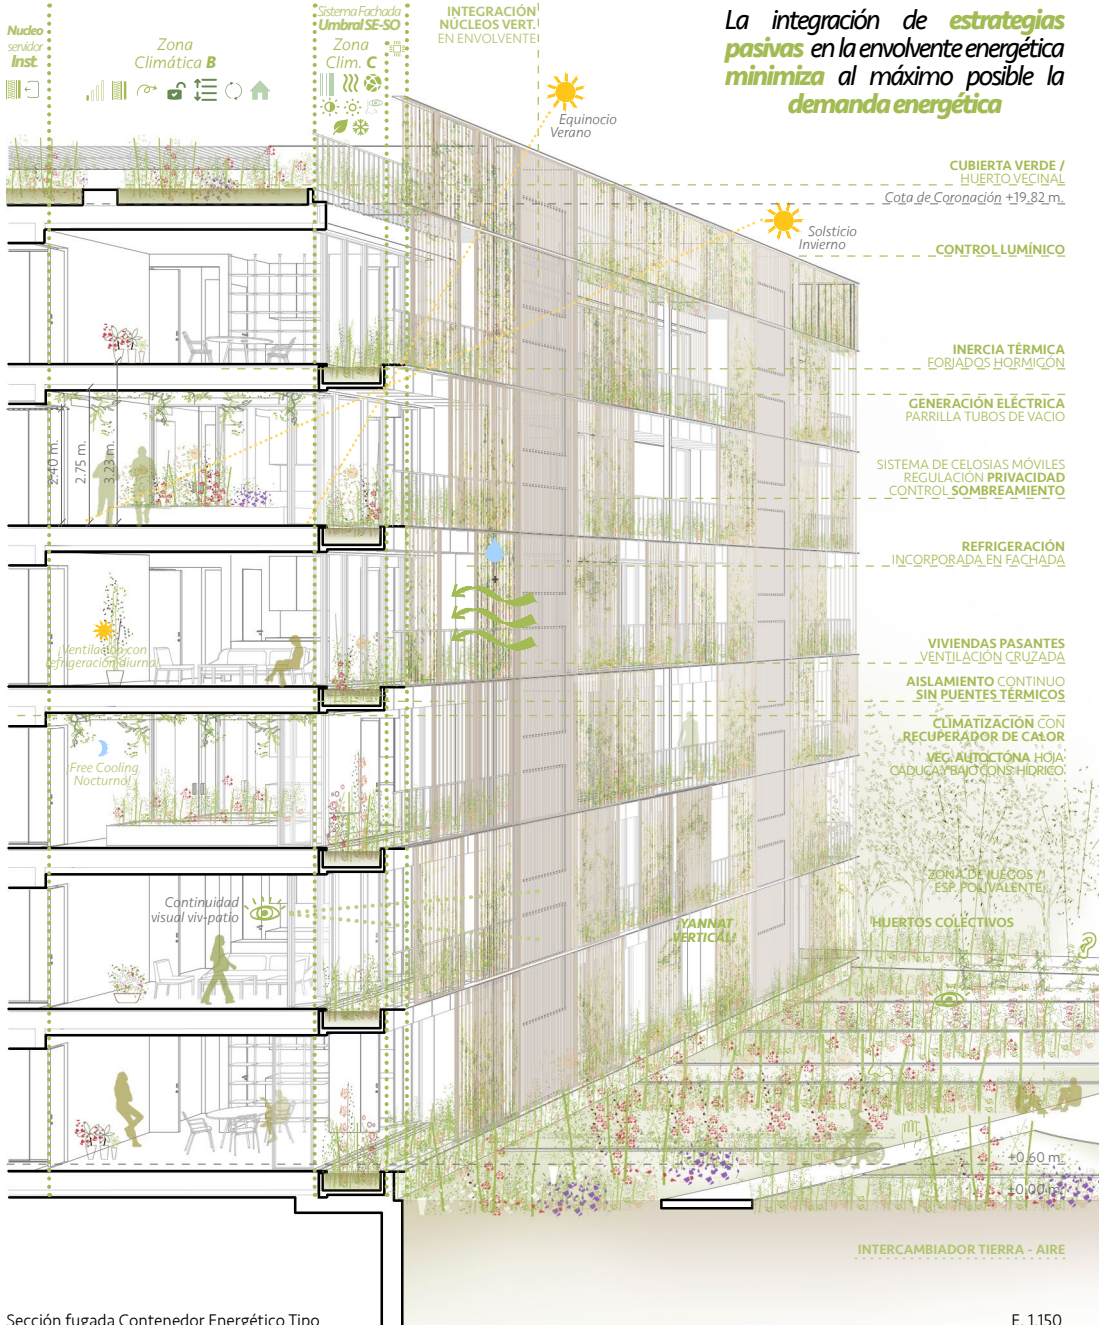 Nucleo
servidor
Inst.
Zona
Climática B
Sistema Fachada
Umbral SE-SO
Zona
Clim. C
INTEGRACIÓN
NÚCLEOS VERT.
EN ENVOLVENTE
La integración de estrategias
pasivas en la envolvente energética
minimiza al máximo posible la
demanda energética
Equinocio
Verano
CUBIERTA VERDE /
HUERTO VECINAL
Cota de Coronación +19.82 m.
Solsticio
Invierno
CONTROL LUMÍNICO
INERCIA TÉRMICA
FORJADOS HORMIGÓN
GENERACIÓN ELÉCTRICA
PARRILLA TUBOS DE VACIO
2.40 m.
2.75 m.
3.23 m.
SISTEMA DE CELOSIAS MÓVILES
REGULACIÓN PRIVACIDAD
CONTROL SOMBREAMIENTO
REFRIGERACIÓN
INCORPORADA EN FACHADA
¡Ventilación con
refrigeración diurna!
VIVIENDAS PASANTES
VENTILACIÓN CRUZADA
AISLAMIENTO CONTINUO
SIN PUENTES TÉRMICOS
CLIMATIZACIÓN CON
RECUPERADOR DE CALOR
VEG. AUTÓCTONA HOJA
CADUCA Y BAJO CONS. HÍDRICO
¡Free Cooling
Nocturno!
ZONA DE JUEGOS /
ESP. POLIVALENTE
Continuidad
visual viv-patio
¡YANNAT
VERTICAL!
HUERTOS COLECTIVOS
+0.60 m.
+0.00 m.
INTERCAMBIADOR TIERRA - AIRE
Sección fugada Contenedor Energético Tipo
E. 1.150